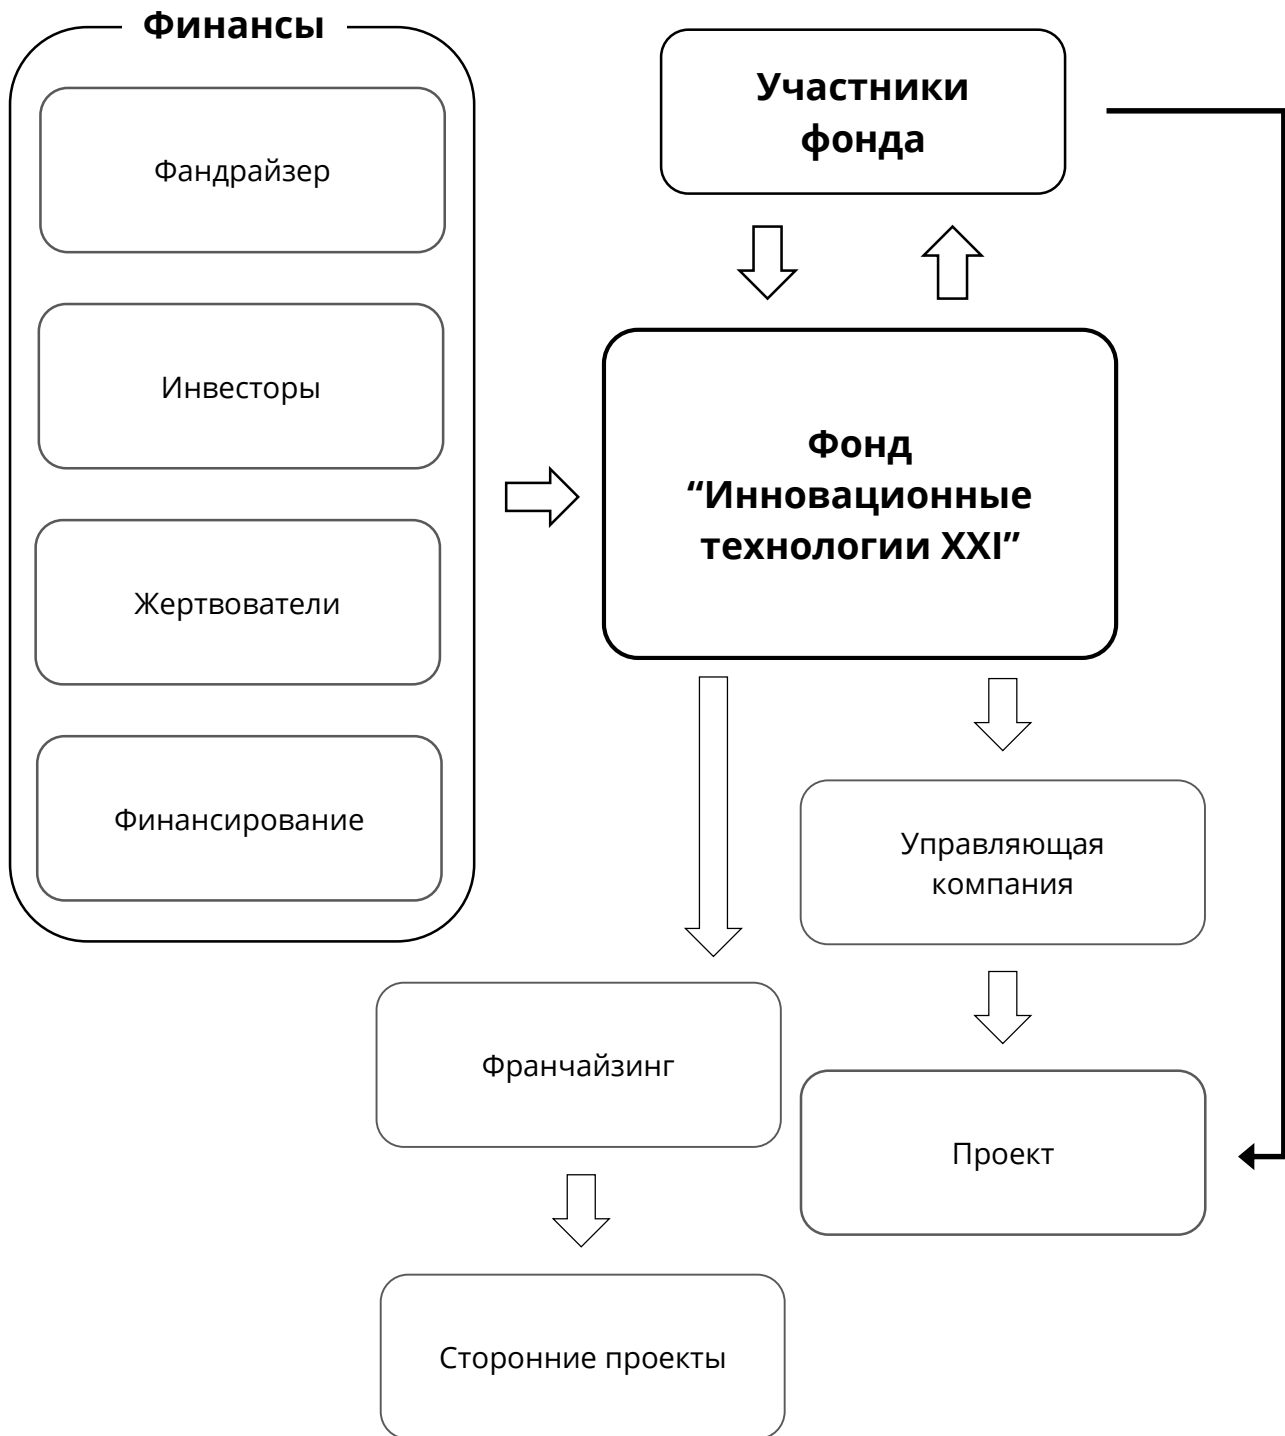 Финансы
Фандрайзер
Инвесторы
Жертвователи
Финансирование
Участники
фонда
Фонд
“Инновационные
технологии XXI”
Управляющая
компания
Франчайзинг
Проект
Сторонние проекты